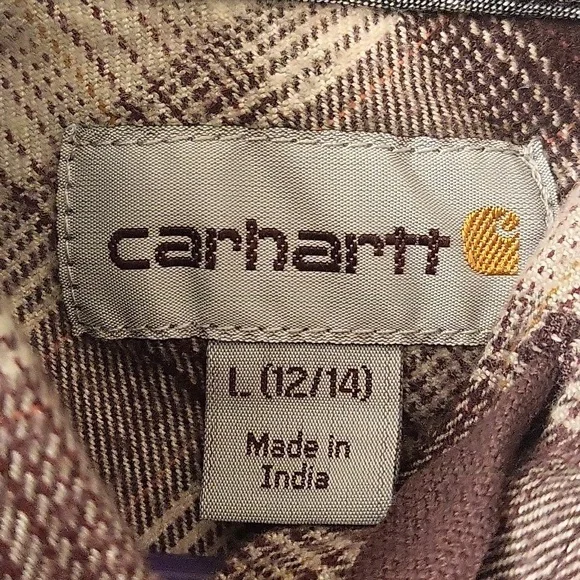 carhartt
L (12/14)
Made in
India